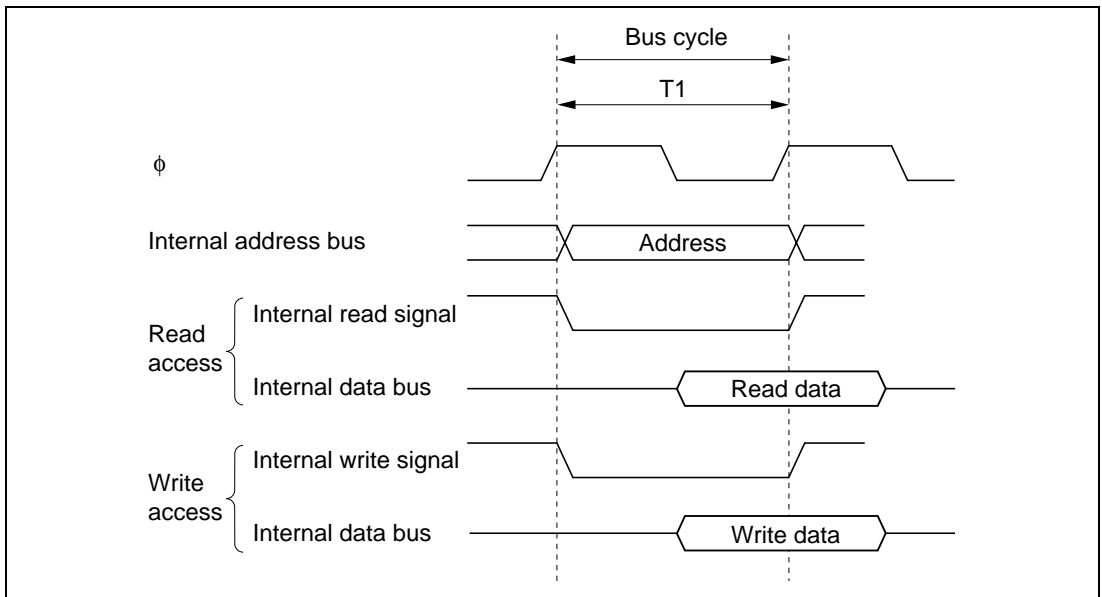 Bus cycle
T1
ϕ
Internal address bus
Address
Read
access
Internal read signal
Internal data bus
Read data
Write
access
Internal write signal
Internal data bus
Write data